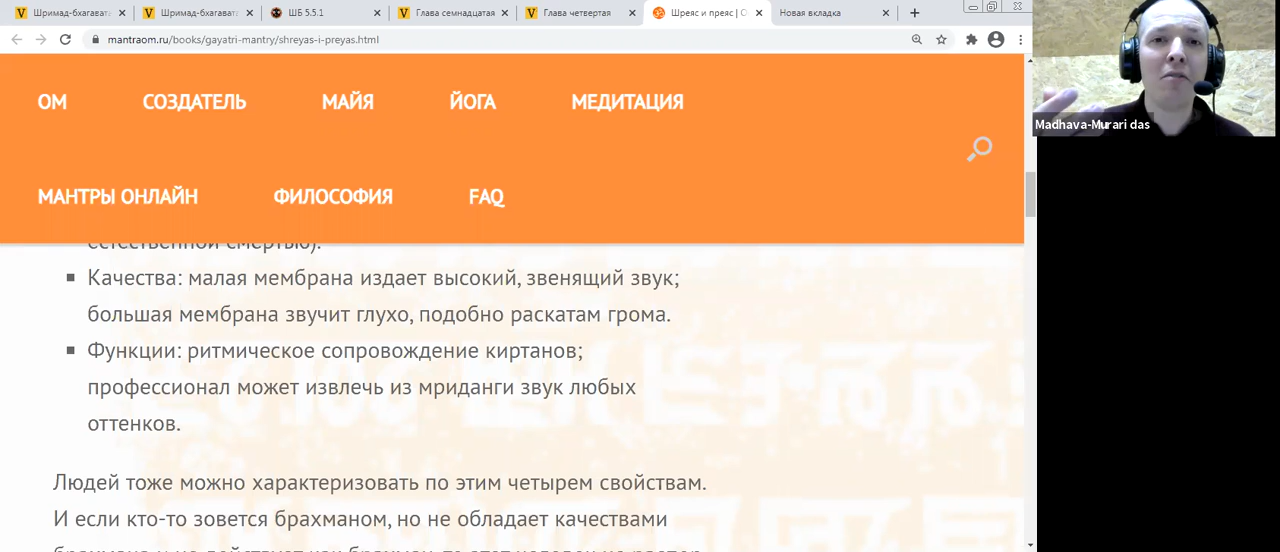 Шримад-бхагавата
Шримад-бхагавата
ШБ 5.5.1
Глава семнадцатая
Глава четвертая
Шреяс и преяс | О
Новая вкладка
mantraom.ru/books/gayatri-mantry/shreyas-i-preyas.html
ОМ СОЗДАТЕЛЬ МАЙЯ ЙОГА МЕДИТАЦИЯ
МАНТРЫ ОНЛАЙН ФИЛОСОФИЯ FAQ
Madhava-Murari das
естественной смертью).
Качества: малая мембрана издает высокий, звенящий звук;
большая мембрана звучит глухо, подобно раскатам грома.
Функции: ритмическое сопровождение киртанов;
профессионал может извлечь из мриданги звук любых
оттенков.
Людей тоже можно характеризовать по этим четырем свойствам.
И если кто-то зовется брахманом, но не обладает качествами